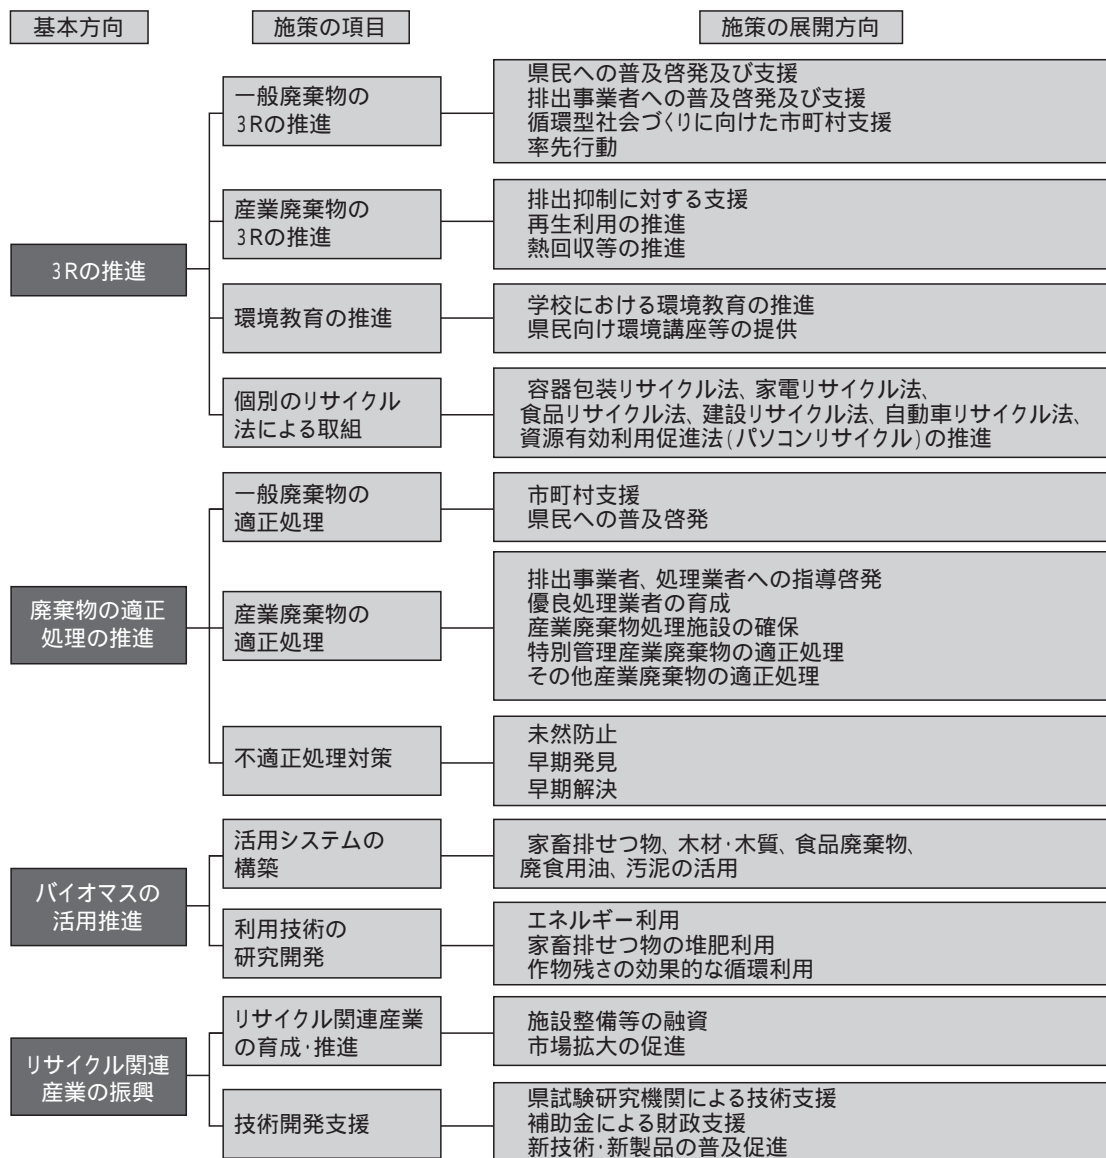 基本方向
施策の項目
施策の展開方向
3Rの推進
一般廃棄物の
3Rの推進
県民への普及啓発及び支援
排出事業者への普及啓発及び支援
循環型社会づくりに向けた市町村支援
率先行動
産業廃棄物の
3Rの推進
排出抑制に対する支援
再生利用の推進
熱回収等の推進
環境教育の推進
学校における環境教育の推進
県民向け環境講座等の提供
個別のリサイクル
法による取組
容器包装リサイクル法、家電リサイクル法、
食品リサイクル法、建設リサイクル法、自動車リサイクル法、
資源有効利用促進法(パソコンリサイクル)の推進
廃棄物の適正
処理の推進
一般廃棄物の
適正処理
市町村支援
県民への普及啓発
産業廃棄物の
適正処理
排出事業者、処理業者への指導啓発
優良処理業者の育成
産業廃棄物処理施設の確保
特別管理産業廃棄物の適正処理
その他産業廃棄物の適正処理
不適正処理対策
未然防止
早期発見
早期解決
バイオマスの
活用推進
活用システムの
構築
家畜排せつ物、木材・木質、食品廃棄物、
廃食用油、汚泥の活用
利用技術の
研究開発
エネルギー利用
家畜排せつ物の堆肥利用
作物残さの効果的な循環利用
リサイクル関連
産業の振興
リサイクル関連産業
の育成・推進
施設整備等の融資
市場拡大の促進
技術開発支援
県試験研究機関による技術支援
補助金による財政支援
新技術・新製品の普及促進